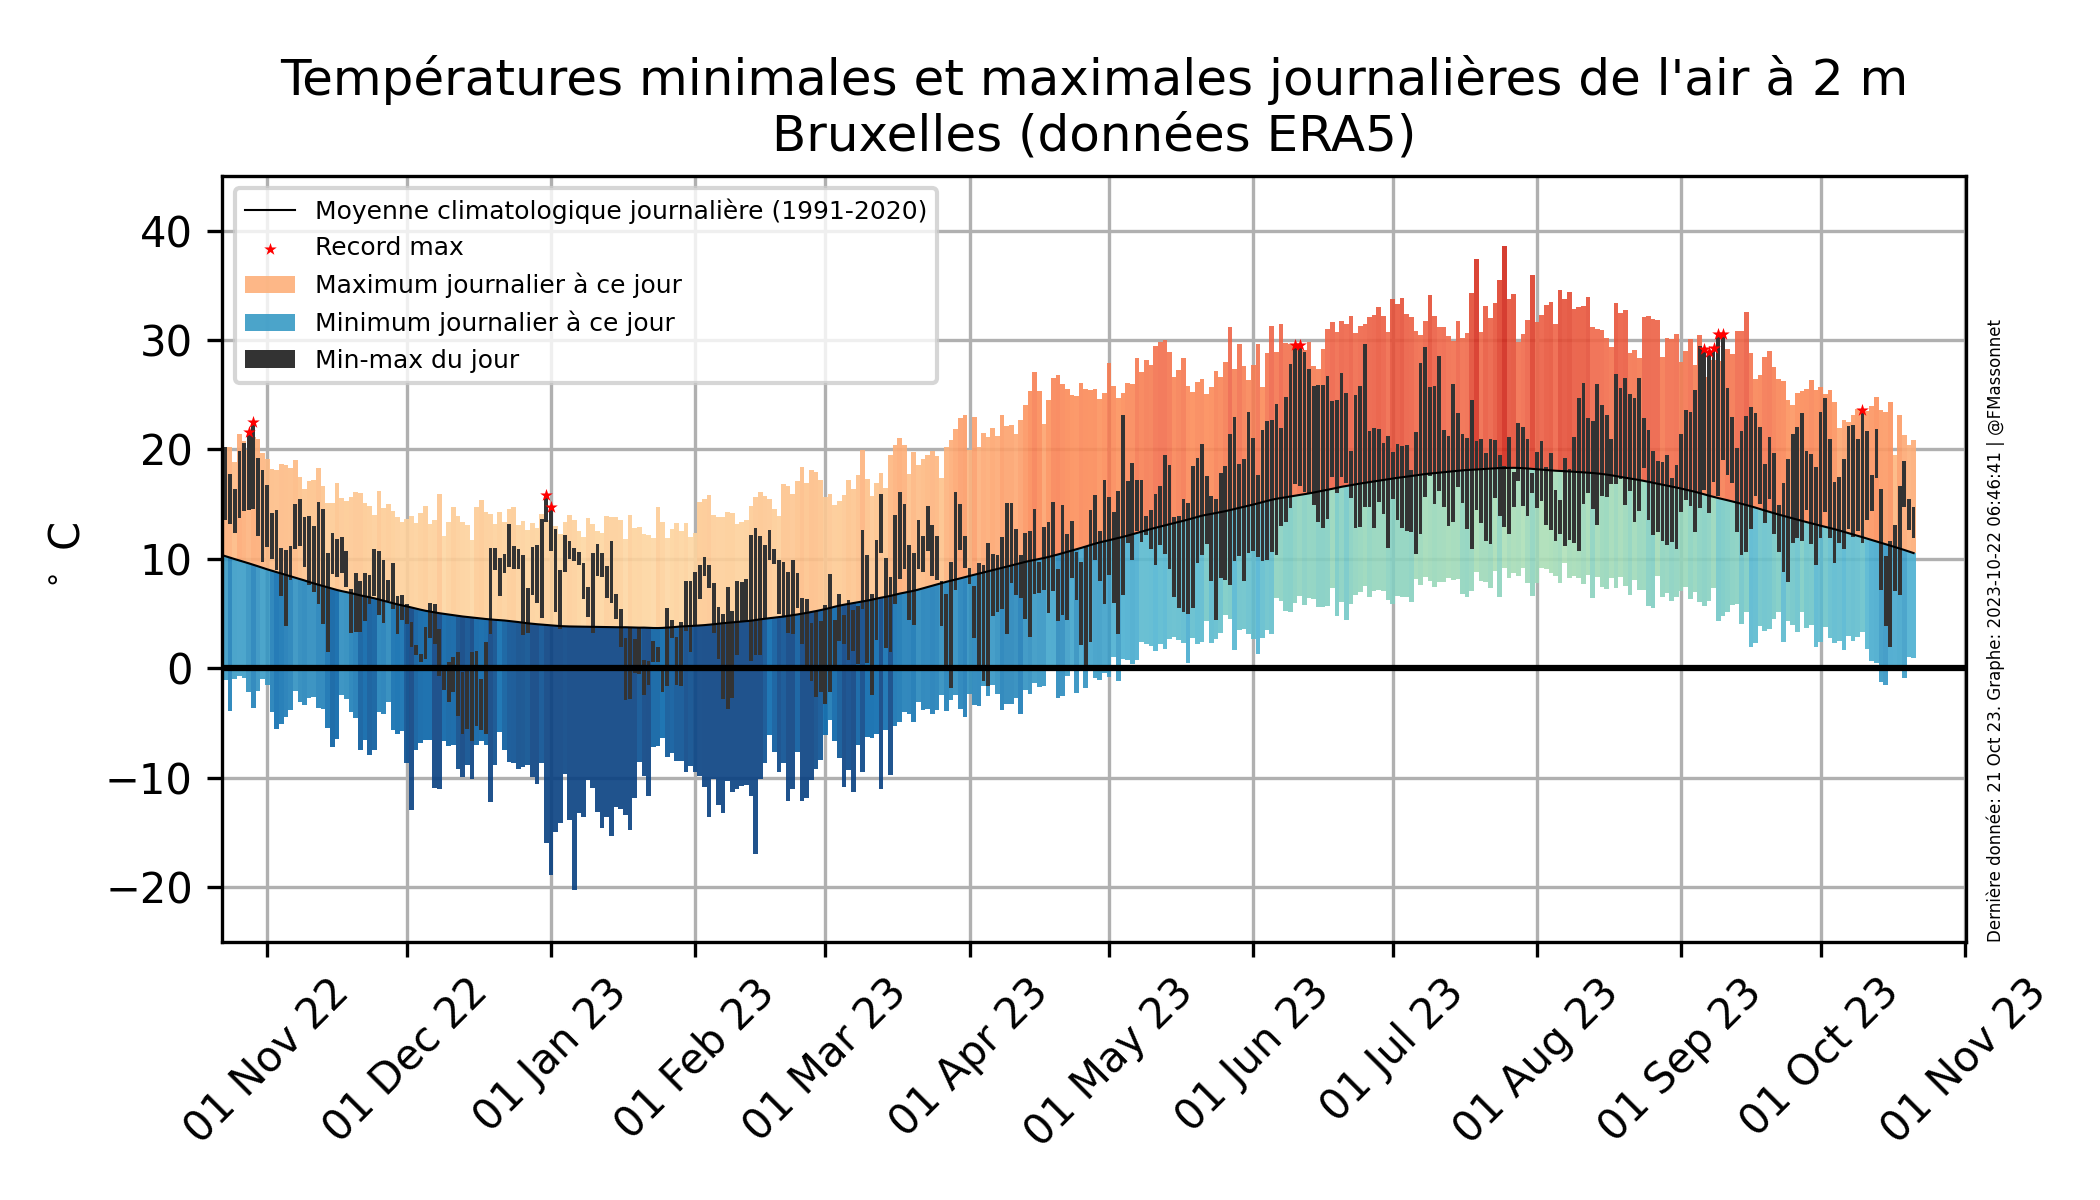 Températures minimales et maximales journalières de l'air à 2 m
Bruxelles (données ERA5)
Moyenne climatologique journalière (1991-2020)
Record max
Maximum journalier à ce jour
Minimum journalier à ce jour
Min-max du jour
40
30
20
10
0
−10
−20
° C
01 Nov 22
01 Dec 22
01 Jan 23
01 Feb 23
01 Mar 23
01 Apr 23
01 May 23
01 Jun 23
01 Jul 23
01 Aug 23
01 Sep 23
01 Oct 23
01 Nov 23
Dernière donnée: 21 Oct 23. Graphe: 2023-10-22 06:46:41 | @FMassonnet